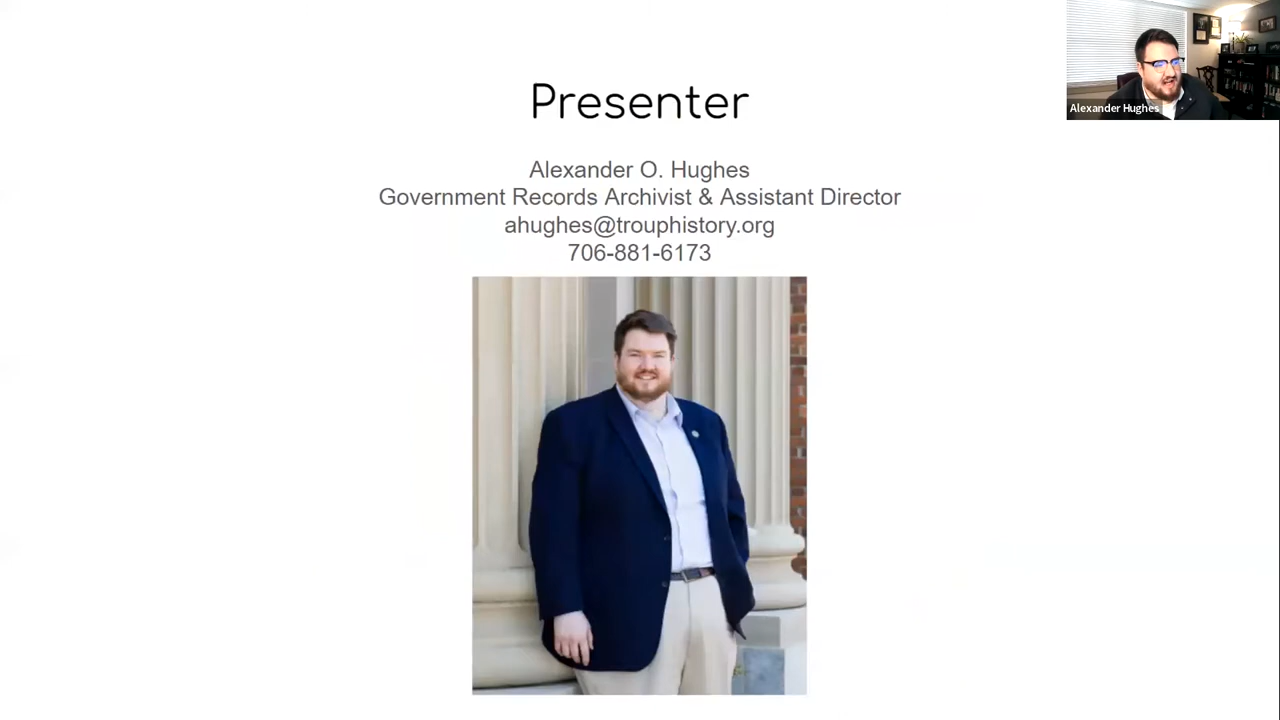 Presenter
Alexander Hughes
Alexander O. Hughes
Government Records Archivist & Assistant Director
ahughes@trouphistory.org
706-881-6173